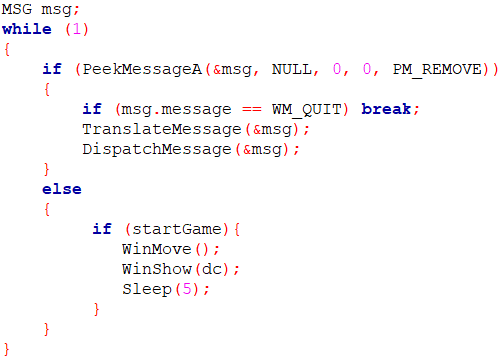 MSG msg;
while (1)
{
    if (PeekMessageA(&msg, NULL, 0, 0, PM_REMOVE))
    {
        if (msg.message == WM_QUIT) break;
        TranslateMessage(&msg);
        DispatchMessage(&msg);
    }
    else
    {
         if (startGame){
            WinMove();
            WinShow(dc);
            Sleep(5);
         }
    }
}